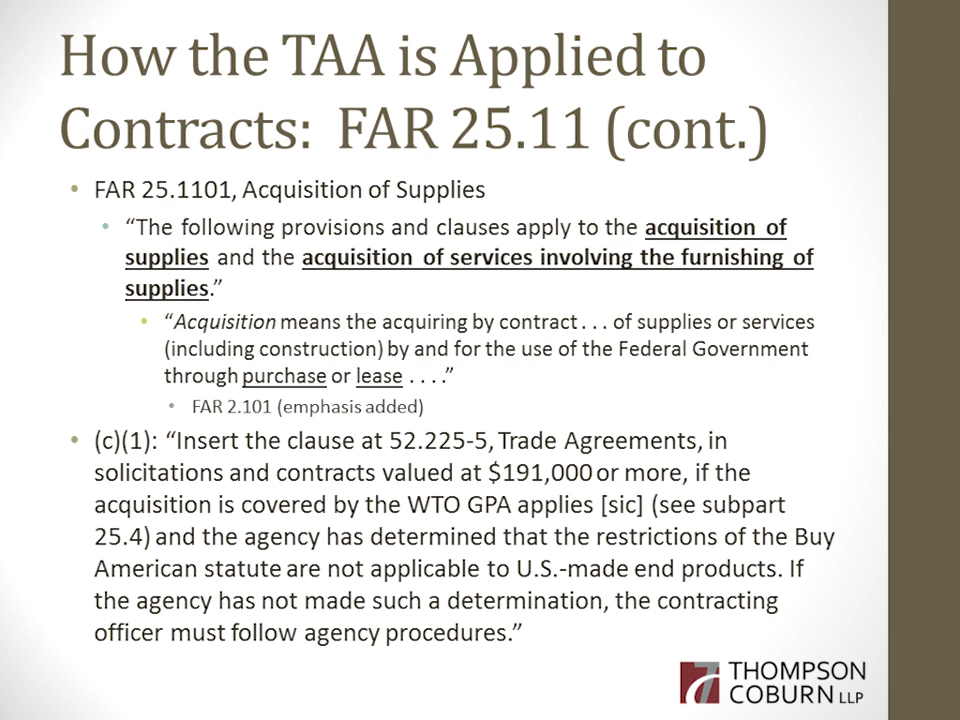 How the TAA is Applied to
Contracts: FAR 25.11 (cont.)
• FAR 25.1101, Acquisition of Supplies
• “The following provisions and clauses apply to the acquisition of
supplies and the acquisition of services involving the furnishing of
supplies.”
• “Acquisition means the acquiring by contract . . . of supplies or services
(including construction) by and for the use of the Federal Government
through purchase or lease . . . .”
• FAR 2.101 (emphasis added)
• (c)(1): “Insert the clause at 52.225-5, Trade Agreements, in
solicitations and contracts valued at $191,000 or more, if the
acquisition is covered by the WTO GPA applies [sic] (see subpart
25.4) and the agency has determined that the restrictions of the Buy
American statute are not applicable to U.S.-made end products. If
the agency has not made such a determination, the contracting
officer must follow agency procedures.”
THOMPSON
COBURN LLP